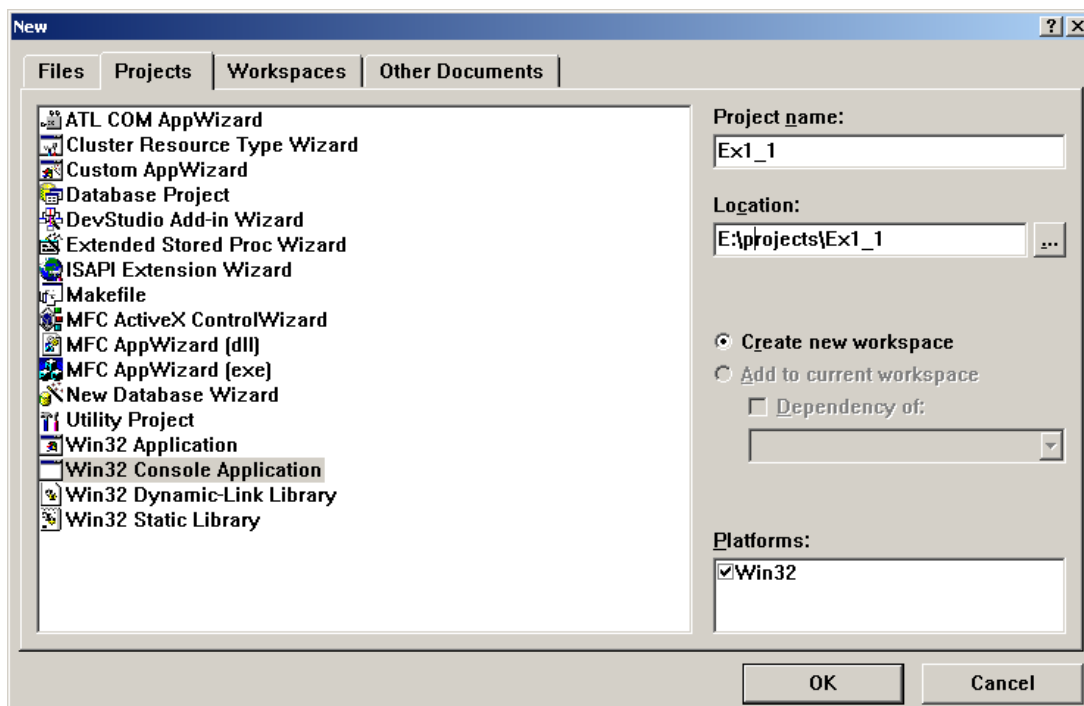 New
Files Projects Workspaces Other Documents
ATL COM AppWizard
Cluster Resource Type Wizard
Custom AppWizard
Database Project
DevStudio Add-in Wizard
Extended Stored Proc Wizard
ISAPI Extension Wizard
Makefile
MFC ActiveX ControlWizard
MFC AppWizard (dll)
MFC AppWizard (exe)
New Database Wizard
Utility Project
Win32 Application
Win32 Console Application
Win32 Dynamic-Link Library
Win32 Static Library
Project name:
Ex1_1
Location:
E:\projects\Ex1_1
...
Create new workspace
Add to current workspace
Dependency of:
Platforms:
Win32
OK Cancel